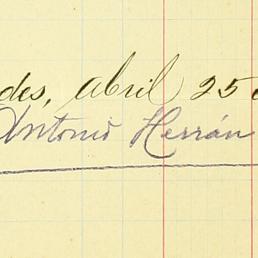 des, abril 25 d
Antonio Herrán